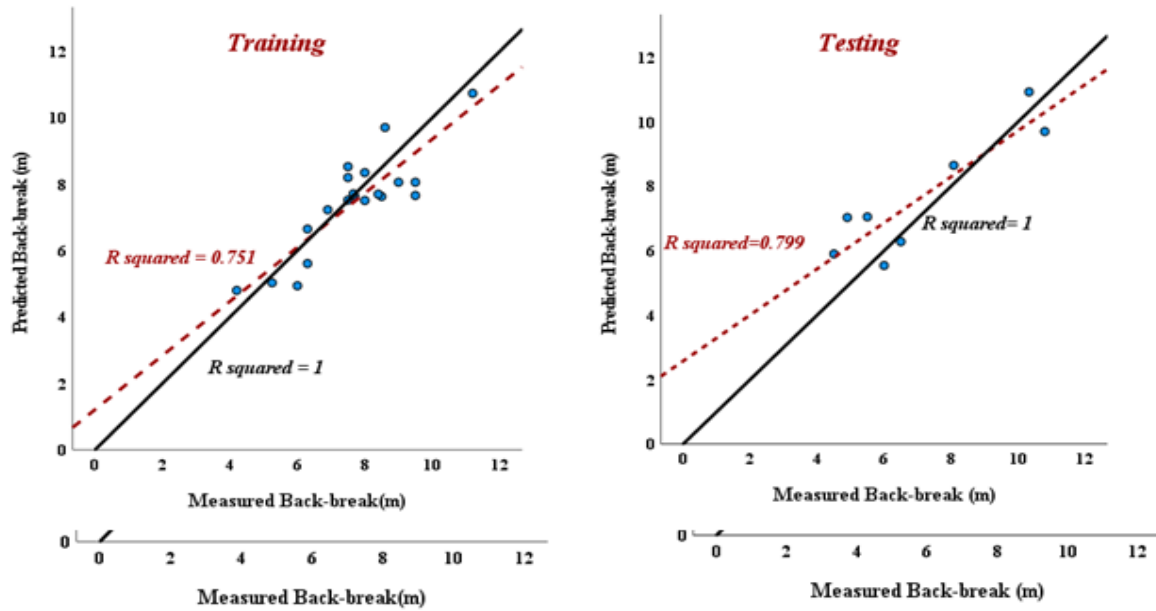 Training
12
10
8
6
4
2
0
Predicted Back-break (m)
R squared = 0.751
R squared = 1
0 2 4 6 8 10 12
Measured Back-break(m)
0
0 2 4 6 8 10 12
Measured Back-break(m)
Testing
12
10
8
6
4
2
0
Predicted Back-break (m)
R squared=0.799
R squared= 1
0 2 4 6 8 10 12
Measured Back-break (m)
0
0 2 4 6 8 10 12
Measured Back-break (m)